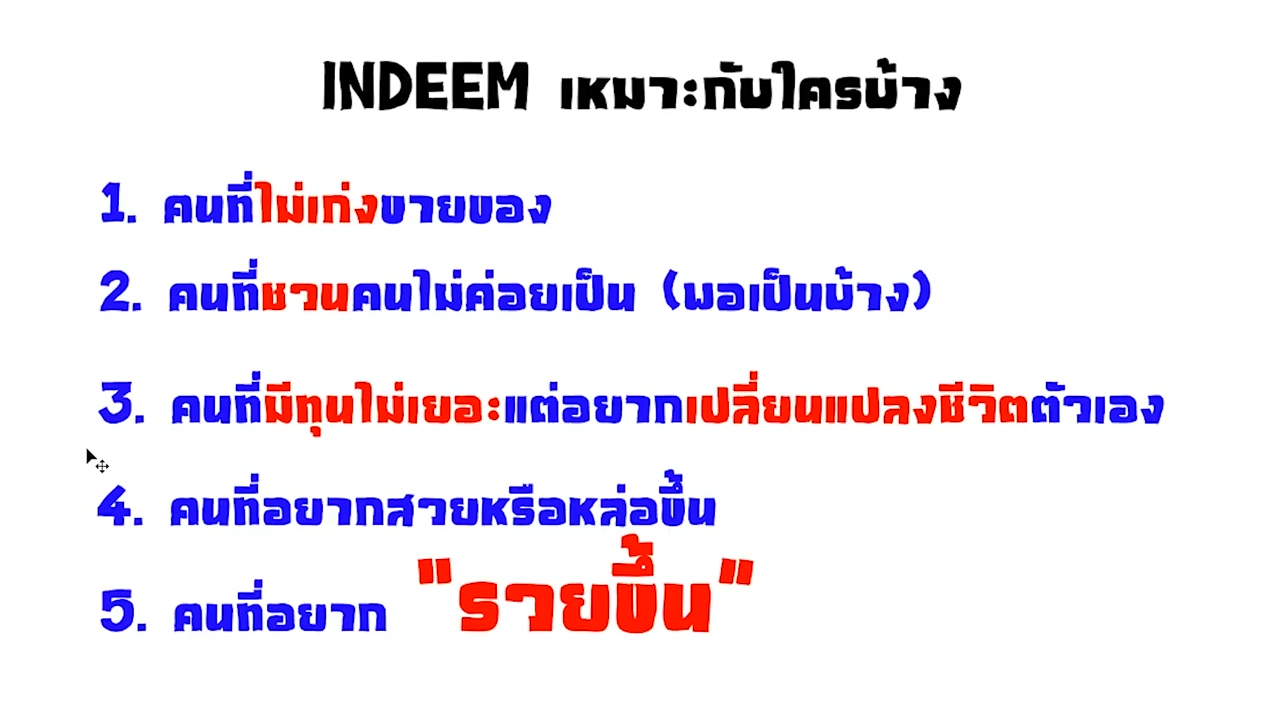 INDEEM เหมาะกับใครบ้าง
1. คนที่ไม่เก่งขายของ
2. คนที่ชวนคนไม่ค่อยเป็น (พอเป็นบ้าง)
3. คนที่มีทุนไม่เยอะแต่อยากเปลี่ยนแปลงชีวิตตัวเอง
4. คนที่อยากสวยหรือหล่อขึ้น
5. คนที่อยาก "รวยขึ้น"